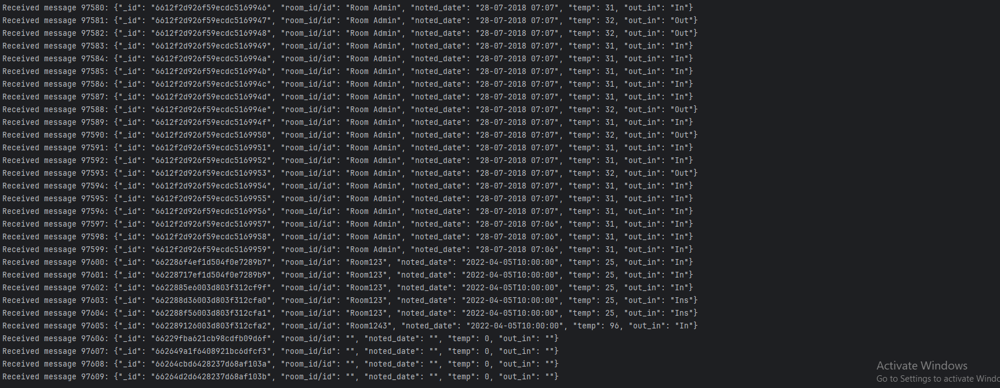 Received message 97580: {"_id": "6612f2d926f59ecdc5169946", "room_id/id": "Room Admin", "noted_date": "28-07-2018 07:07", "temp": 31, "out_in": "In"}
Received message 97581: {"_id": "6612f2d926f59ecdc5169947", "room_id/id": "Room Admin", "noted_date": "28-07-2018 07:07", "temp": 32, "out_in": "Out"}
Received message 97582: {"_id": "6612f2d926f59ecdc5169948", "room_id/id": "Room Admin", "noted_date": "28-07-2018 07:07", "temp": 32, "out_in": "Out"}
Received message 97583: {"_id": "6612f2d926f59ecdc5169949", "room_id/id": "Room Admin", "noted_date": "28-07-2018 07:07", "temp": 31, "out_in": "In"}
Received message 97584: {"_id": "6612f2d926f59ecdc516994a", "room_id/id": "Room Admin", "noted_date": "28-07-2018 07:07", "temp": 31, "out_in": "In"}
Received message 97585: {"_id": "6612f2d926f59ecdc516994b", "room_id/id": "Room Admin", "noted_date": "28-07-2018 07:07", "temp": 31, "out_in": "In"}
Received message 97586: {"_id": "6612f2d926f59ecdc516994c", "room_id/id": "Room Admin", "noted_date": "28-07-2018 07:07", "temp": 31, "out_in": "In"}
Received message 97587: {"_id": "6612f2d926f59ecdc516994d", "room_id/id": "Room Admin", "noted_date": "28-07-2018 07:07", "temp": 31, "out_in": "In"}
Received message 97588: {"_id": "6612f2d926f59ecdc516994e", "room_id/id": "Room Admin", "noted_date": "28-07-2018 07:07", "temp": 32, "out_in": "Out"}
Received message 97589: {"_id": "6612f2d926f59ecdc516994f", "room_id/id": "Room Admin", "noted_date": "28-07-2018 07:07", "temp": 31, "out_in": "In"}
Received message 97590: {"_id": "6612f2d926f59ecdc5169950", "room_id/id": "Room Admin", "noted_date": "28-07-2018 07:07", "temp": 32, "out_in": "Out"}
Received message 97591: {"_id": "6612f2d926f59ecdc5169951", "room_id/id": "Room Admin", "noted_date": "28-07-2018 07:07", "temp": 31, "out_in": "In"}
Received message 97592: {"_id": "6612f2d926f59ecdc5169952", "room_id/id": "Room Admin", "noted_date": "28-07-2018 07:07", "temp": 31, "out_in": "In"}
Received message 97593: {"_id": "6612f2d926f59ecdc5169953", "room_id/id": "Room Admin", "noted_date": "28-07-2018 07:07", "temp": 32, "out_in": "Out"}
Received message 97594: {"_id": "6612f2d926f59ecdc5169954", "room_id/id": "Room Admin", "noted_date": "28-07-2018 07:07", "temp": 31, "out_in": "In"}
Received message 97595: {"_id": "6612f2d926f59ecdc5169955", "room_id/id": "Room Admin", "noted_date": "28-07-2018 07:07", "temp": 31, "out_in": "In"}
Received message 97596: {"_id": "6612f2d926f59ecdc5169956", "room_id/id": "Room Admin", "noted_date": "28-07-2018 07:07", "temp": 31, "out_in": "In"}
Received message 97597: {"_id": "6612f2d926f59ecdc5169957", "room_id/id": "Room Admin", "noted_date": "28-07-2018 07:06", "temp": 31, "out_in": "In"}
Received message 97598: {"_id": "6612f2d926f59ecdc5169958", "room_id/id": "Room Admin", "noted_date": "28-07-2018 07:06", "temp": 31, "out_in": "In"}
Received message 97599: {"_id": "6612f2d926f59ecdc5169959", "room_id/id": "Room Admin", "noted_date": "28-07-2018 07:06", "temp": 31, "out_in": "In"}
Received message 97600: {"_id": "662286f4ef1d504f0e7289b7", "room_id/id": "Room123", "noted_date": "2022-04-05T10:00:00", "temp": 25, "out_in": "In"}
Received message 97601: {"_id": "66228717ef1d504f0e7289b9", "room_id/id": "Room123", "noted_date": "2022-04-05T10:00:00", "temp": 25, "out_in": "In"}
Received message 97602: {"_id": "6622885e6003d803f312cf9f", "room_id/id": "Room123", "noted_date": "2022-04-05T10:00:00", "temp": 25, "out_in": "In"}
Received message 97603: {"_id": "662288d36003d803f312cfa0", "room_id/id": "Room123", "noted_date": "2022-04-05T10:00:00", "temp": 25, "out_in": "Ins"}
Received message 97604: {"_id": "662288f56003d803f312cfa1", "room_id/id": "Room123", "noted_date": "2022-04-05T10:00:00", "temp": 25, "out_in": "Ins"}
Received message 97605: {"_id": "662289126003d803f312cfa2", "room_id/id": "Room1243", "noted_date": "2022-04-05T10:00:00", "temp": 96, "out_in": "In"}
Received message 97606: {"_id": "66229fba621cb98cdfb09d6f", "room_id/id": "", "noted_date": "", "temp": 0, "out_in": ""}
Received message 97607: {"_id": "662649a1f6408921bc6dfcf3", "room_id/id": "", "noted_date": "", "temp": 0, "out_in": ""}
Received message 97608: {"_id": "66264cbd6428237d68af103a", "room_id/id": "", "noted_date": "", "temp": 0, "out_in": ""}
Received message 97609: {"_id": "66264d2d6428237d68af103b", "room_id/id": "", "noted_date": "", "temp": 0, "out_in": ""}
Activate Windows
Go to Settings to activate Windo